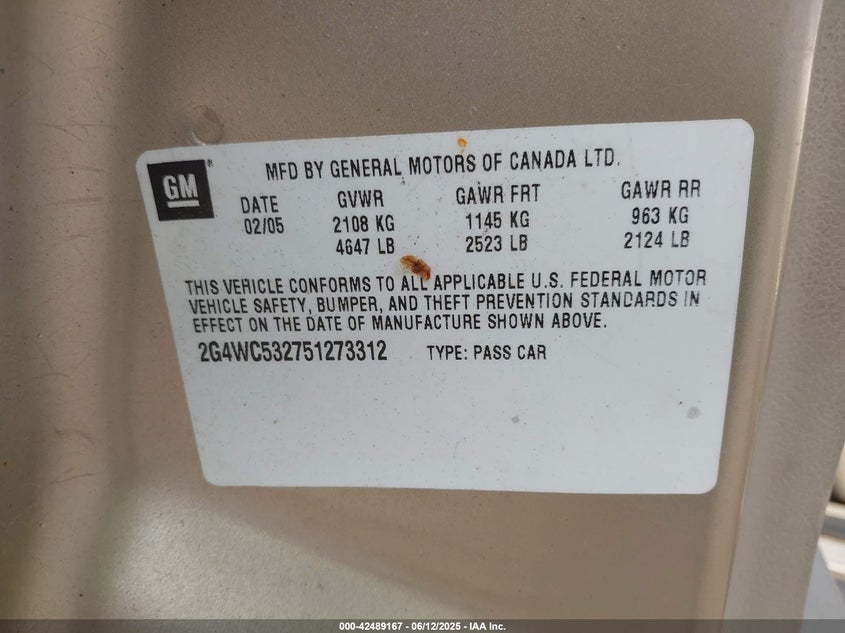 GM ®
MFD BY GENERAL MOTORS OF CANADA LTD.
DATE GVWR GAWR FRT GAWR RR
02/05 2108 KG 1145 KG 963 KG
4647 LB 2523 LB 2124 LB
THIS VEHICLE CONFORMS TO ALL APPLICABLE U.S. FEDERAL MOTOR
VEHICLE SAFETY, BUMPER, AND THEFT PREVENTION STANDARDS IN
EFFECT ON THE DATE OF MANUFACTURE SHOWN ABOVE.
2G4WC532751273312 TYPE: PASS CAR
000-42489167 - 06/12/2025 - IAA Inc.